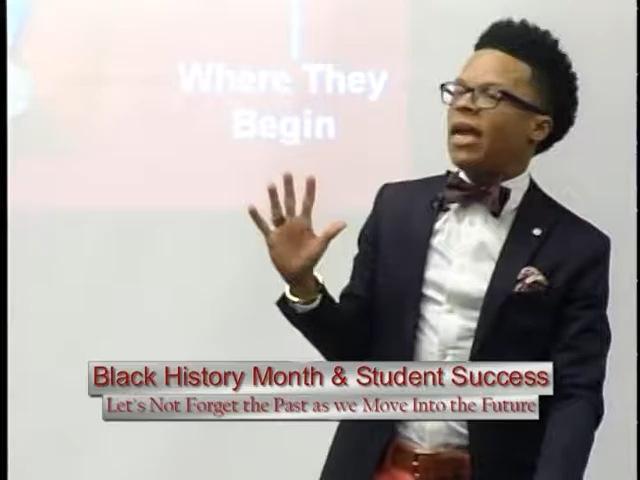 Where They
Begin
Black History Month & Student Success
Let's Not Forget the Past as we Move Into the Future